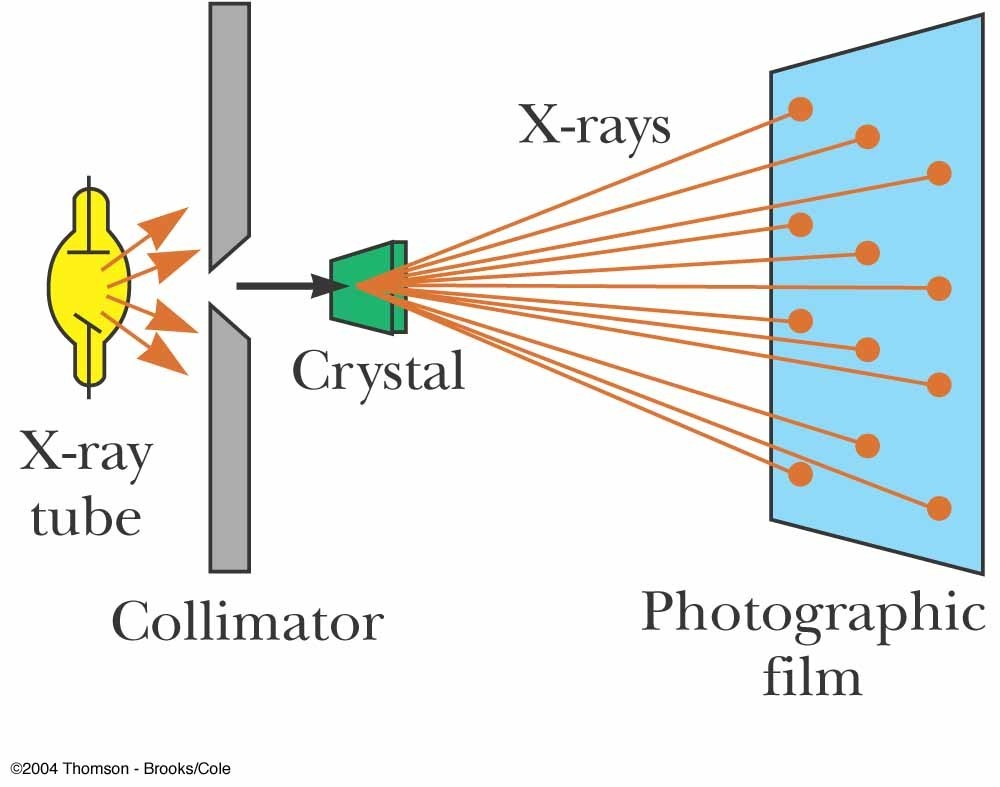 X-rays
Crystal
X-ray
tube
Collimator
Photographic
film
©2004 Thomson - Brooks/Cole